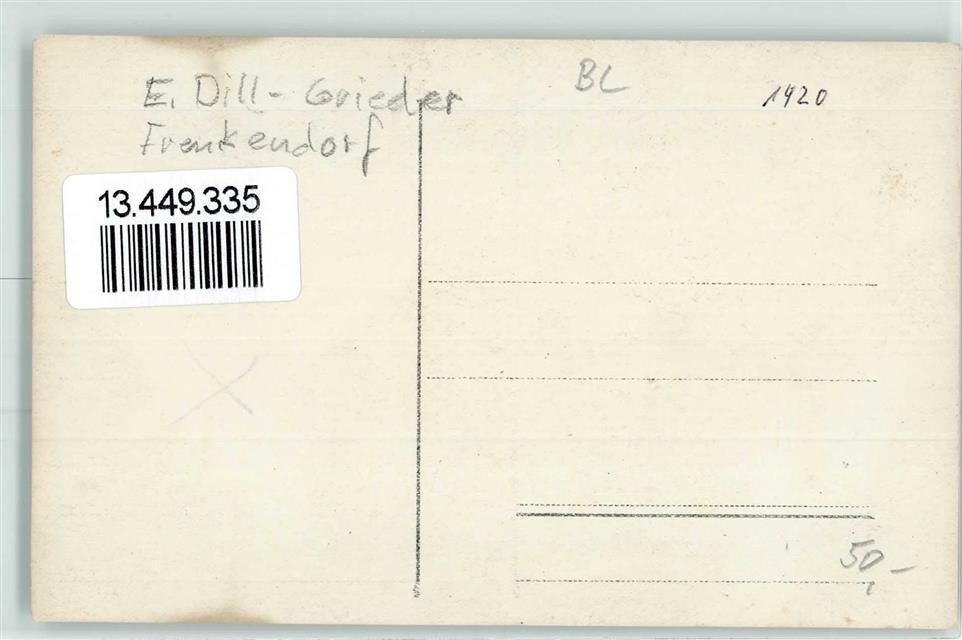 E. Dill-Grieder
Frenkendorf
BL
1920
13.449.335
50.-